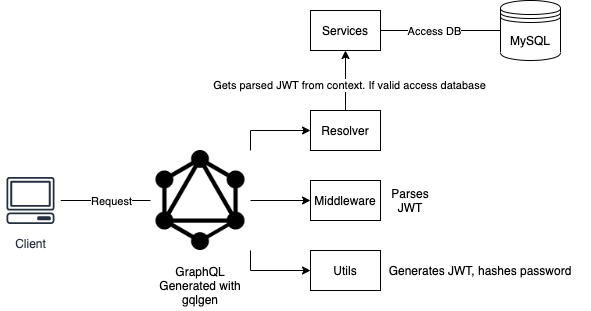 Services
Access DB
MySQL
Gets parsed JWT from context. If valid access database
Resolver
Request
Middleware
Parses
JWT
Client
GraphQL
Generated with
gqlgen
Utils
Generates JWT, hashes password